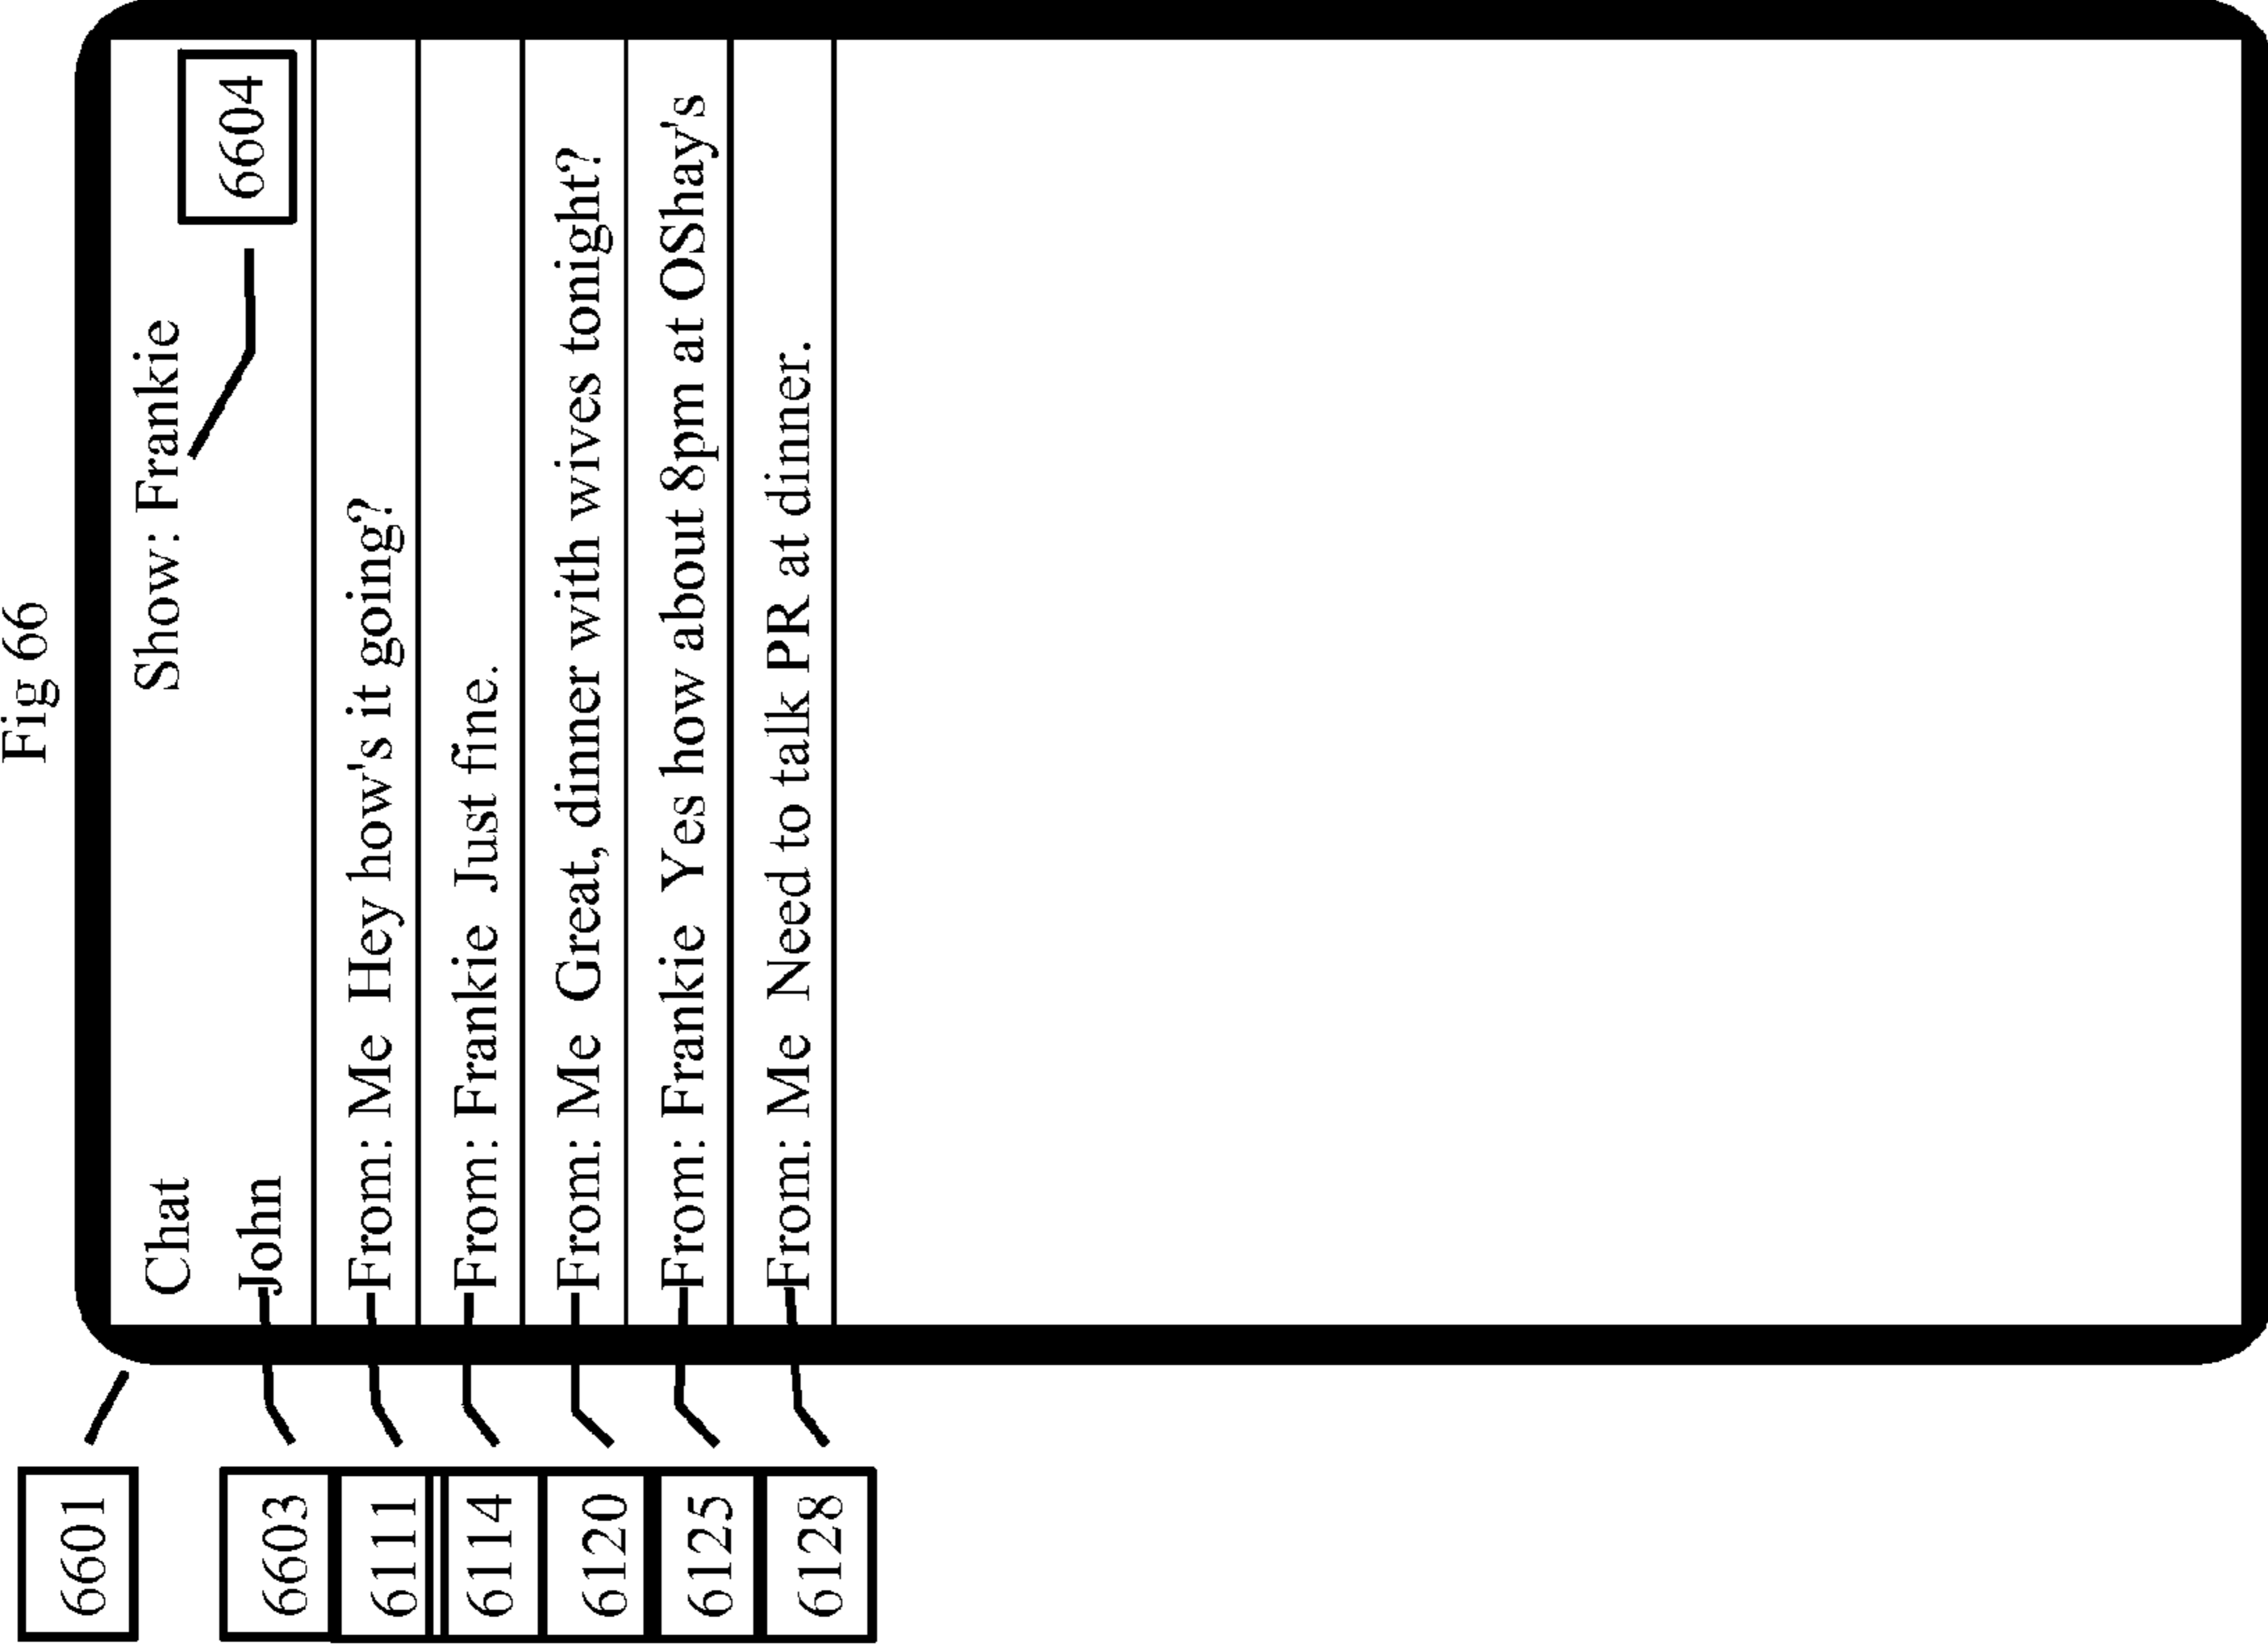 Fig 66
6601
Chat
Show: Frankie
6603
John
6604
6111
From: Me Hey how's it going?
6114
From: Frankie Just fine.
6120
From: Me Great, dinner with wives tonight?
6125
From: Frankie Yes how about 8pm at OShay's
6128
From: Me Need to talk PR at dinner.